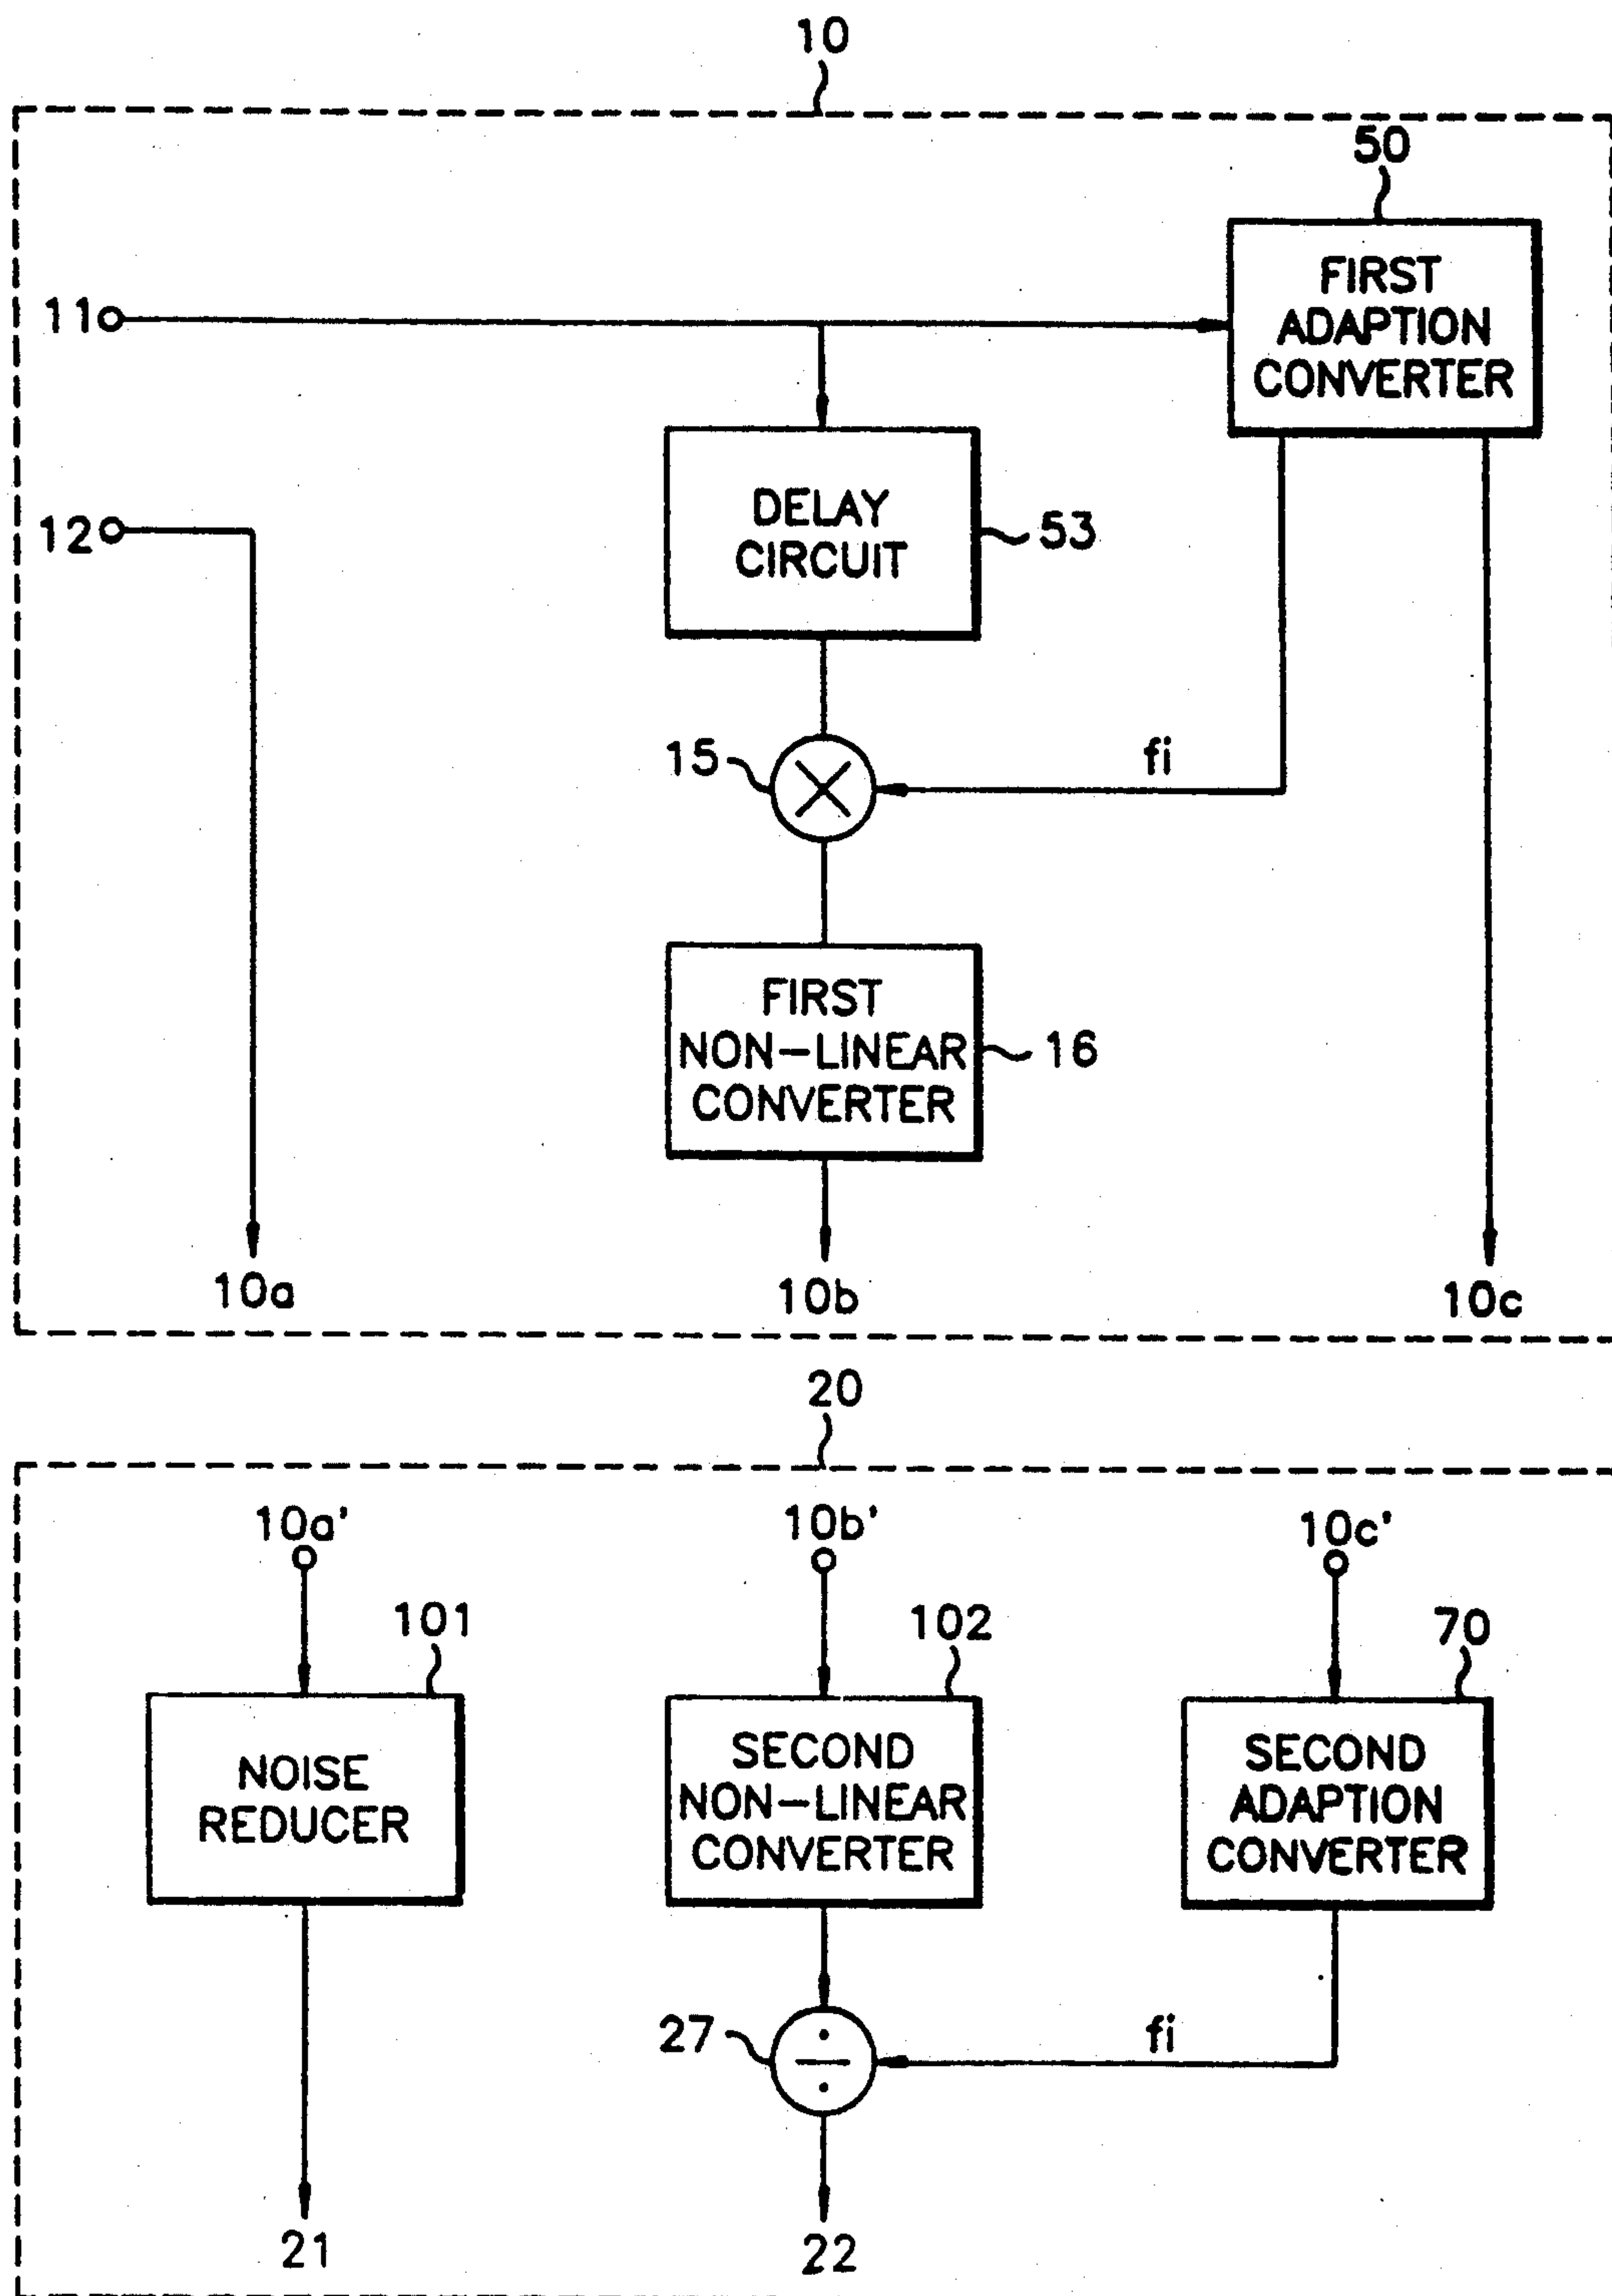 10
50
FIRST
ADAPTION
CONVERTER
11
DELAY
CIRCUIT
53
12
15
fi
FIRST
NON-LINEAR
CONVERTER
16
10a
10b
10c
20
10a'
10b'
10c'
101
102
70
NOISE
REDUCER
SECOND
NON-LINEAR
CONVERTER
SECOND
ADAPTION
CONVERTER
27
fi
21
22